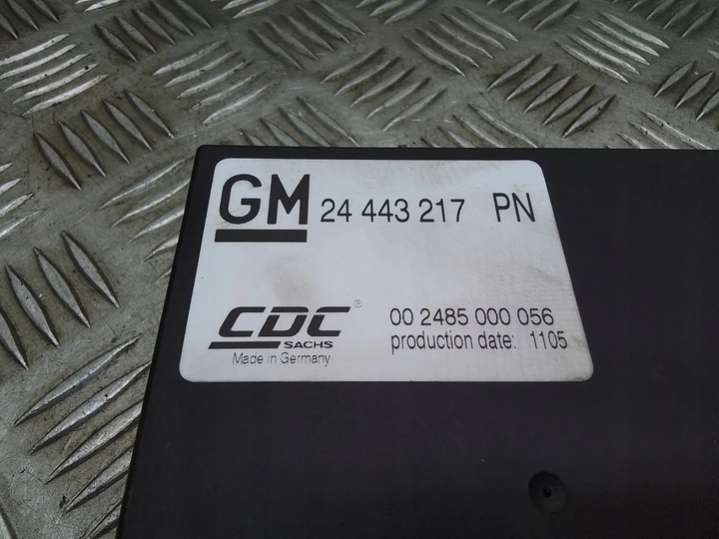 GM 24 443 217 PN
CDC ® 00 2485 000 056
SACHS production date: 1105
Made in Germany